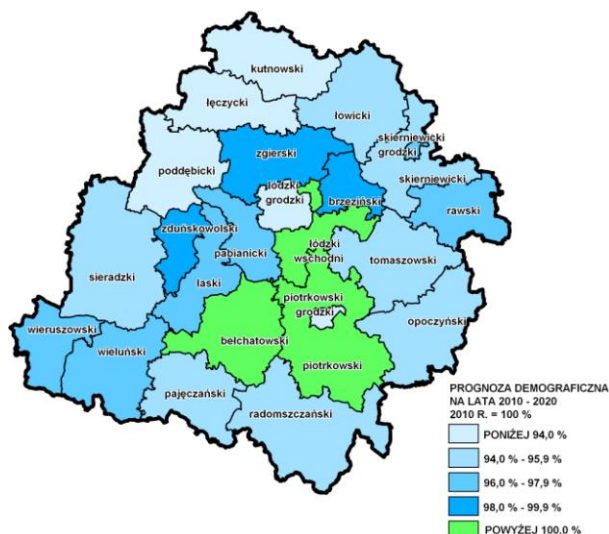 kutnowski
łęczycki
łowicki
skierniewicki
grodzki
zgierski
poddębicki
skierniewicki
łódzki
grodzki
brzeziński
rawski
zduńskowolski
łódzki
wschodni
pabianicki
tomaszowski
sieradzki
łaski
piotrkowski
grodzki
opoczyński
wieruszowski
bełchatowski
wieluński
piotrkowski
pajęczański
radomszczański
PROGNOZA DEMOGRAFICZNA
NA LATA 2010 - 2020
2010 R. = 100 %
PONIŻEJ 94,0 %
94,0 % - 95,9 %
96,0 % - 97,9 %
98,0 % - 99,9 %
POWYŻEJ 100,0 %